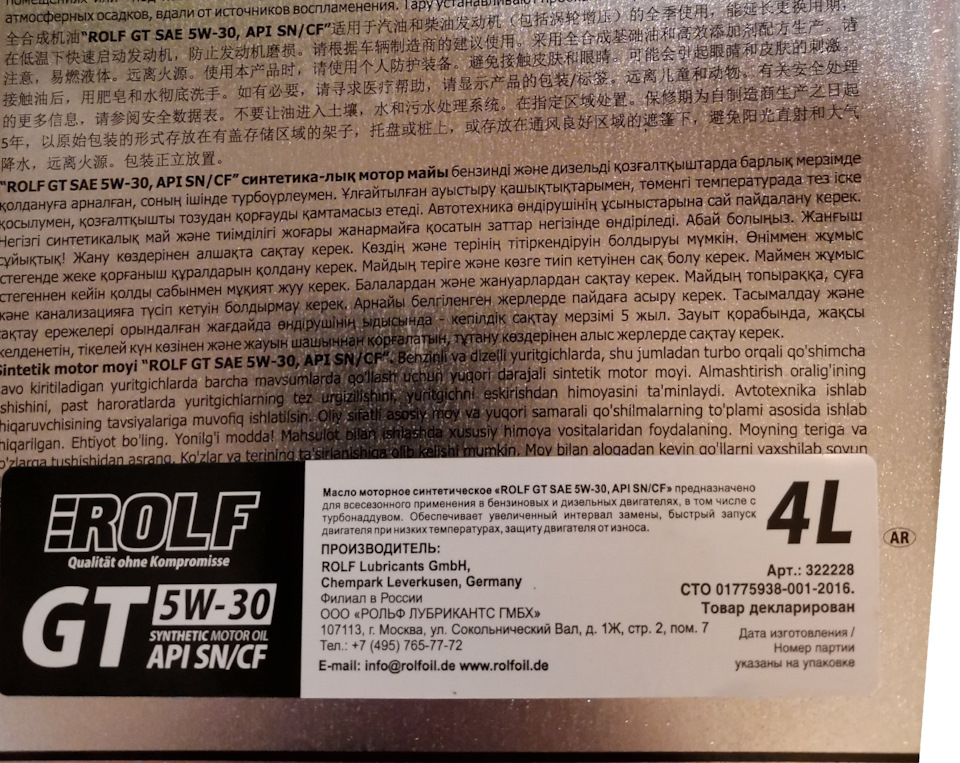 атмосферных осадков, вдали от источников воспламенения. Тару устанавливают
全合成机油"ROLF GT SAE 5W-30, API SN/CF"适用于汽油和柴油发动机（包括涡轮增压）的全季使用，能延长更换周期，
在低温下快速启动发动机，防止发动机磨损。请根据车辆制造商的建议使用。采用全合成基础油和高效添加剂配方生产。请
注意，易燃液体。远离火源。使用本产品时，请使用个人防护装备。避免接触皮肤和眼睛。可能会引起眼睛和皮肤的刺激。
接触油后，用肥皂和水彻底洗手。如有必要，请寻求医疗帮助，请显示产品的包装/标签。远离儿童和动物。有关安全处理
的更多信息，请参阅安全数据表。不要让油进入土壤，水和污水处理系统。在指定区域处置。保修期为自制造商生产之日起
5年，以原始包装的形式存放在有盖存储区域的架子，托盘或桩上，或存放在通风良好区域的遮篷下，避免阳光直射和大气
降水，远离火源。包装正立放置。
"ROLF GT SAE 5W-30, API SN/CF" синтетика-лық мотор майы бензинді және дизельді қозғалтқыштарда барлық мерзімде
қолдануға арналған, соның ішінде турбоүрлеумен. Ұлғайтылған ауыстыру қашықтықтарымен, төменгі температурада тез іске
қосылумен, қозғалтқышты тозудан қорғауды қамтамасыз етеді. Автотехника өндірушінің ұсыныстарына сай пайдалану керек.
Негізгі синтетикалық май және тиімділігі жоғары жанармайға қосатын заттар негізінде өндіріледі. Абай болыңыз. Жанғыш
сұйықтық! Жану көздерінен алшақта сақтау керек. Көздің және терінің тітіркендіруін болдыруы мүмкін. Өніммен жұмыс
стегенде жеке қорғаныш құралдарын қолдану керек. Майдың теріге және көзге тиіп кетуінен сақ болу керек. Маймен жұмыс
стегеннен кейін қолды сабынмен мұқият жуу керек. Балалардан және жануарлардан сақтау керек. Майдың топыраққа, суға
және канализацияға түсіп кетуін болдырмау керек. Арнайы белгіленген жерлерде пайдаға асыру керек. Тасымалдау және
сақтау ережелері орындалған жағдайда өндірушінің ыдысында - кепілдік сақтау мерзімі 5 жыл. Зауыт қорабында, жақсы
желденетін, тікелей күн көзінен және жауын шашыннан қорғалатын, тұтану көздерінен алыс жерлерде сақтау керек.
Sintetik motor moyi "ROLF GT SAE 5W-30, API SN/CF". Benzinli va dizelli yuritgichlarda, shu jumladan turbo orqali qo'shimcha
avo kiritiladigan yuritgichlarda barcha mavsumlarda qo'llash uchun yuqori darajali sintetik motor moyi. Almashtirish oralig'ining
shishini, past haroratlarda yuritgichlarning tez urgizilishini, yuritgichni eskirishdan himoyasini ta'minlaydi. Avtotexnika ishlab
hiqaruvchisining tavsiyalariga muvofiq ishlatilsin. Oliy sifatli asosiy moy va yuqori samarali qo'shilmalarning to'plami asosida ishlab
hiqarilgan. Ehtiyot bo'ling. Yonilg'i modda! Mahsulot bilan ishlashda xususiy himoya vositalaridan foydalaning. Moyning teriga va
o'zlarga tushishidan asrang. Ko'zlar va terining ta'sirlanishiga olib kelishi mumkin. Moy bilan aloqadan keyin qo'llarni yaxshilab sovun
ROLF
Qualität ohne Kompromisse
GT 5W-30
SYNTHETIC MOTOR OIL
API SN/CF
Масло моторное синтетическое «ROLF GT SAE 5W-30, API SN/CF» предназначено
для всесезонного применения в бензиновых и дизельных двигателях, в том числе с
турбонаддувом. Обеспечивает увеличенный интервал замены, быстрый запуск
двигателя при низких температурах, защиту двигателя от износа.
ПРОИЗВОДИТЕЛЬ:
ROLF Lubricants GmbH,
Chempark Leverkusen, Germany
Филиал в России
ООО «РОЛЬФ ЛУБРИКАНТС ГМБХ»
107113, г. Москва, ул. Сокольнический Вал, д. 1Ж, стр. 2, пом. 7
Тел.: +7 (495) 765-77-72
E-mail: info@rolfoil.de www.rolfoil.de
4L
Арт.: 322228
СТО 01775938-001-2016.
Товар декларирован
Дата изготовления /
Номер партии
указаны на упаковке
AR